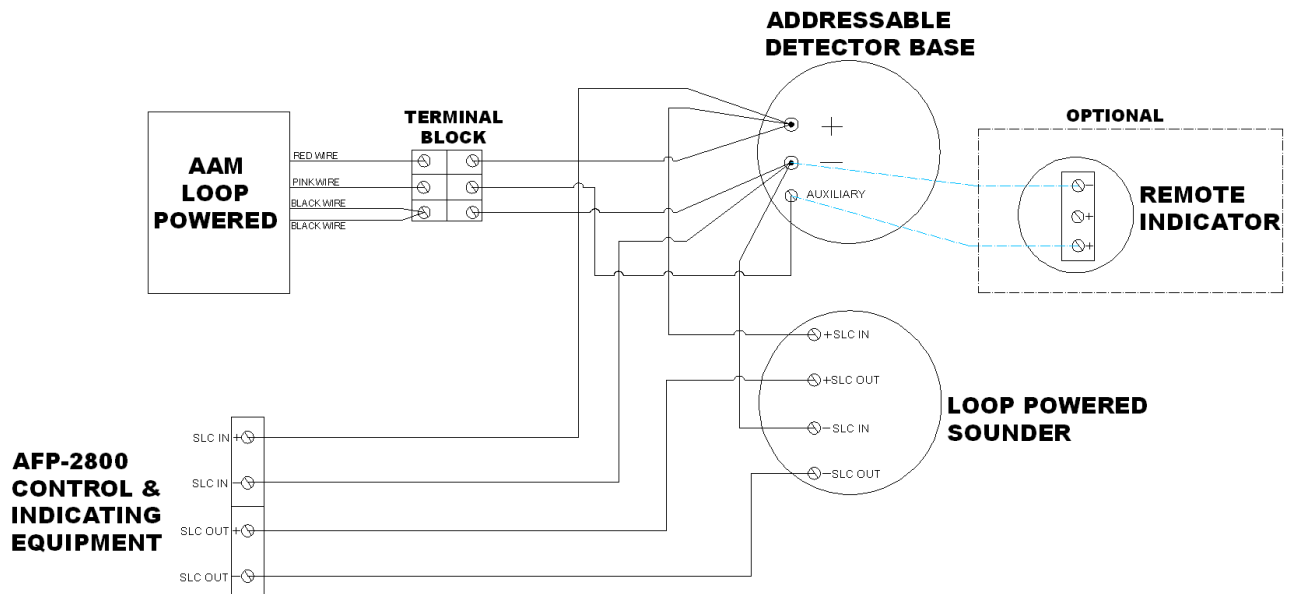 ADDRESSABLE
DETECTOR BASE
OPTIONAL
TERMINAL
BLOCK
AAM
LOOP
POWERED
RED WIRE
PINK WIRE
BLACK WIRE
BLACK WIRE
+
−
AUXILIARY
−
+
+
REMOTE
INDICATOR
+SLC IN
+SLC OUT
−SLC IN
−SLC OUT
LOOP POWERED
SOUNDER
AFP-2800
CONTROL &
INDICATING
EQUIPMENT
SLC IN +
SLC IN −
SLC OUT +
SLC OUT −